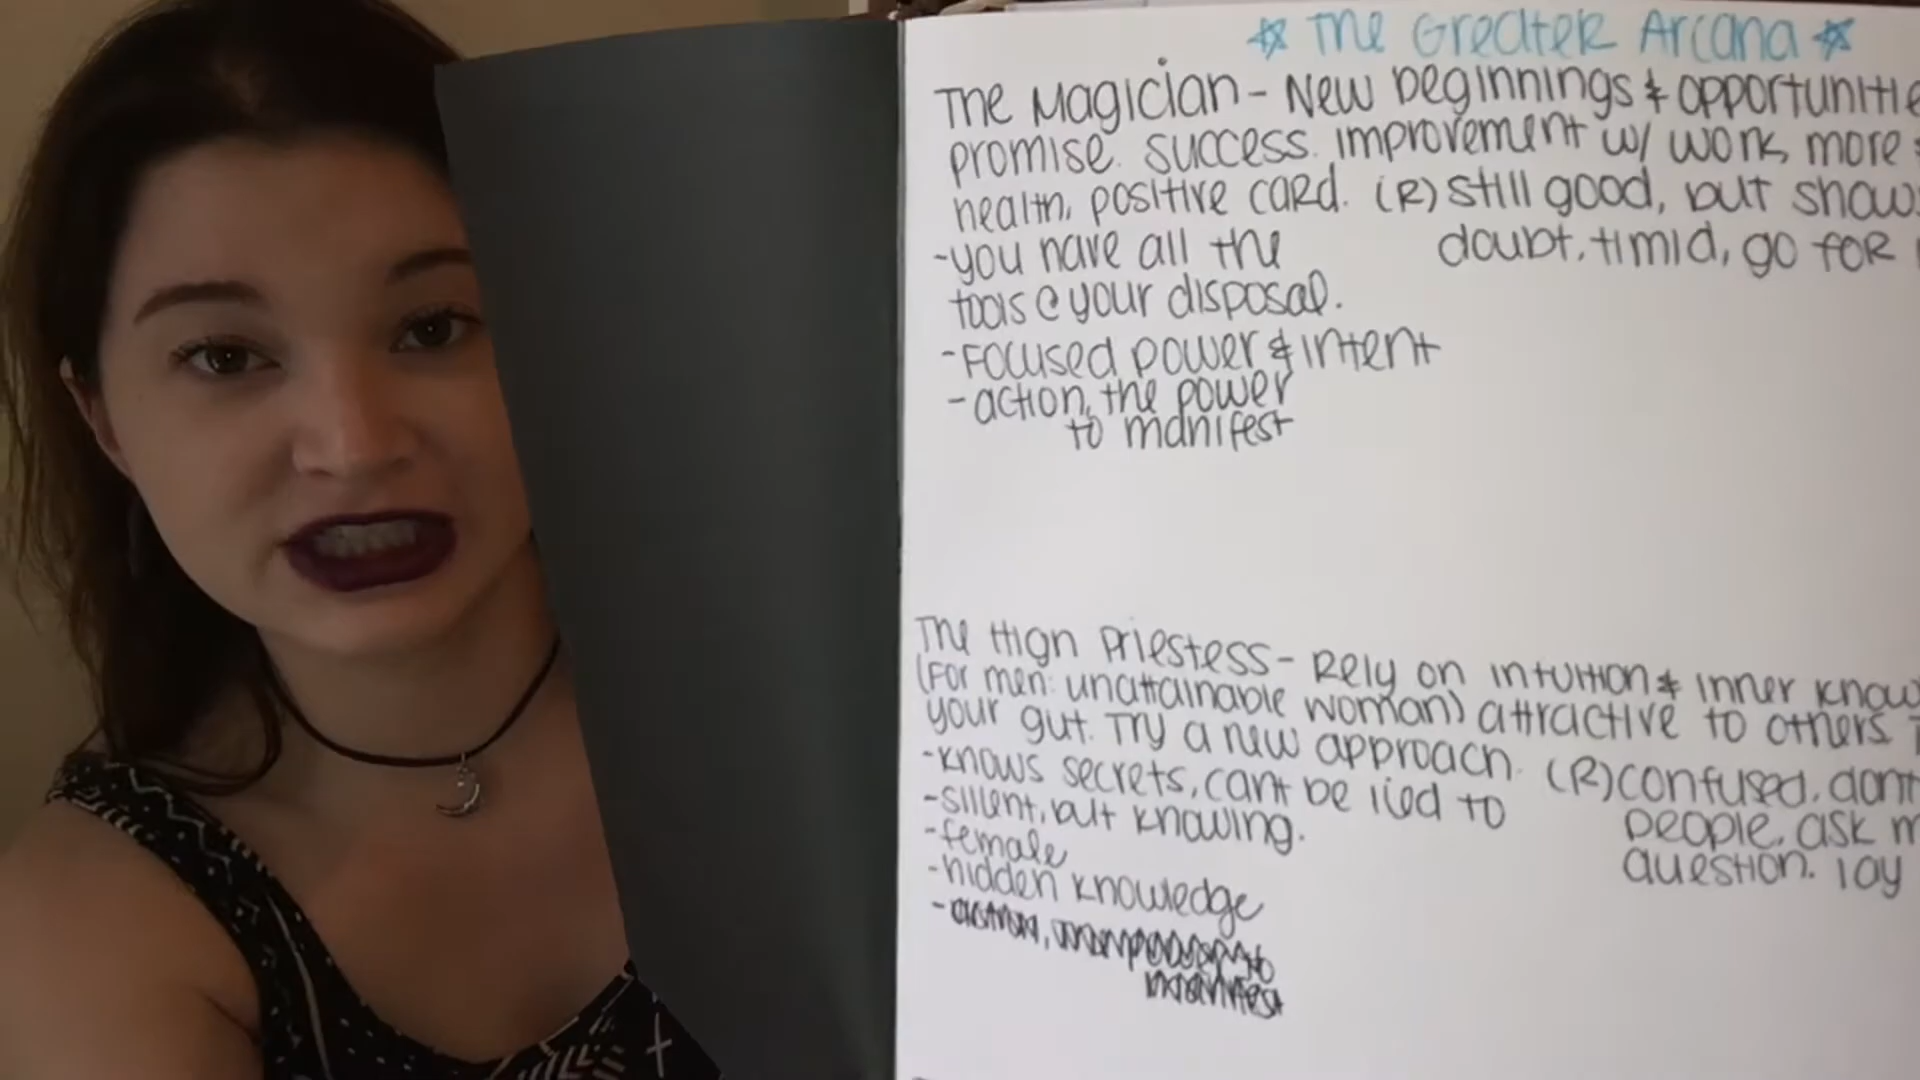 The Greater Arcana
The Magician - New beginnings & opportunitie
promise. success. improvement w/ work, more
health, positive card. (R) still good, but show
-you have all the doubt, timid, go for
tools @ your disposal.
-Focused power & intent
-action, the power
to manifest
The High Priestess - Rely on intuition & inner know
(For men: unattainable woman) attractive to others
your gut. Try a new approach. (R) confused, dont
-knows secrets, cant be lied to people, ask m
-silent, but knowing. question. lay
-female
-hidden knowledge